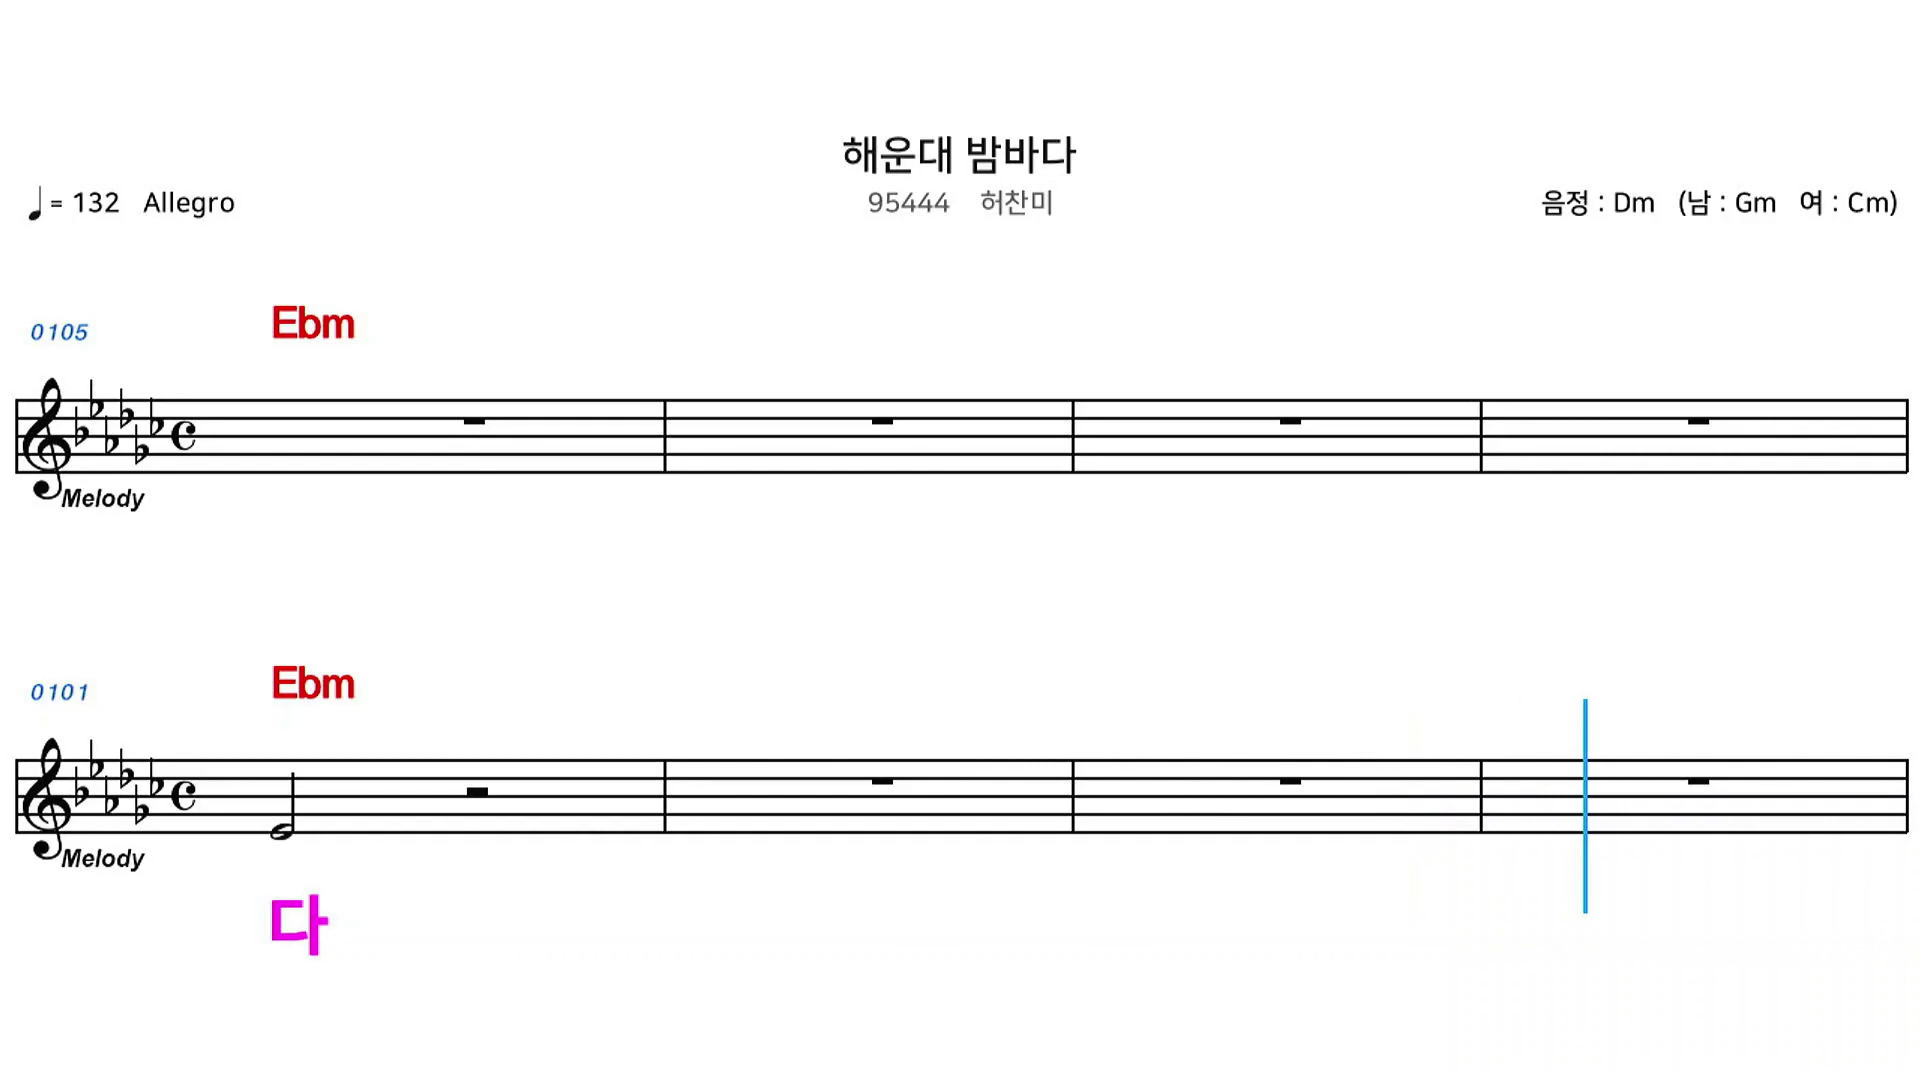 해운대 밤바다
= 132 Allegro
95444 허찬미
음정 : Dm (남 : Gm 여 : Cm)
0105
Ebm
Melody
0101
Ebm
Melody
다